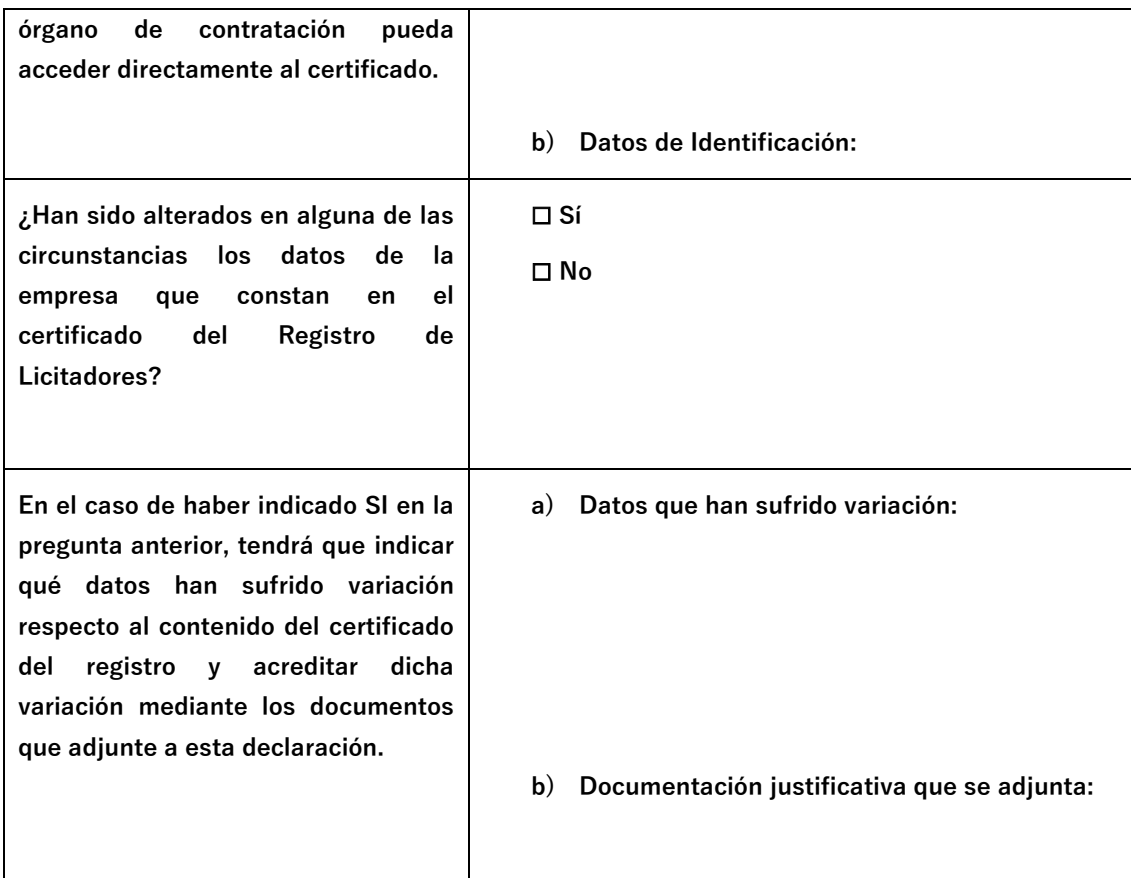 órgano de contratación pueda
acceder directamente al certificado.
b) Datos de Identificación:
¿Han sido alterados en alguna de las
circunstancias los datos de la
empresa que constan en el
certificado del Registro de
Licitadores?
☐ Sí
☐ No
En el caso de haber indicado SI en la
pregunta anterior, tendrá que indicar
qué datos han sufrido variación
respecto al contenido del certificado
del registro y acreditar dicha
variación mediante los documentos
que adjunte a esta declaración.
a) Datos que han sufrido variación:
b) Documentación justificativa que se adjunta: